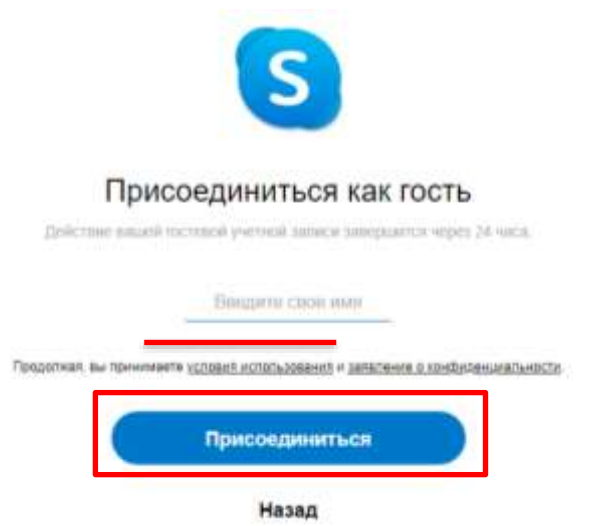 S
Присоединиться как гость
Действие вашей гостевой учетной записи завершится через 24 часа.
Введите свое имя
Продолжая, вы принимаете условия использования и заявление о конфиденциальности.
Присоединиться
Назад